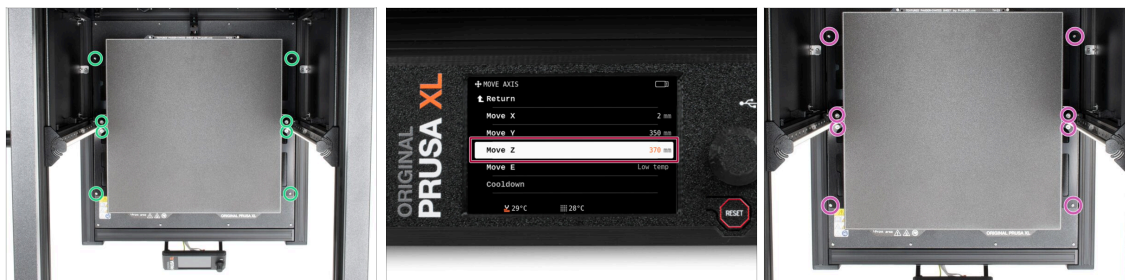 ORIGINAL PRUSA XL
ORIGINAL
PRUSA XL
MOVE AXIS
Return
Move X 2 mm
Move Y 350 mm
Move Z 370 mm
Move E Low temp
Cooldown
29°C 28°C
RESET
ORIGINAL PRUSA XL